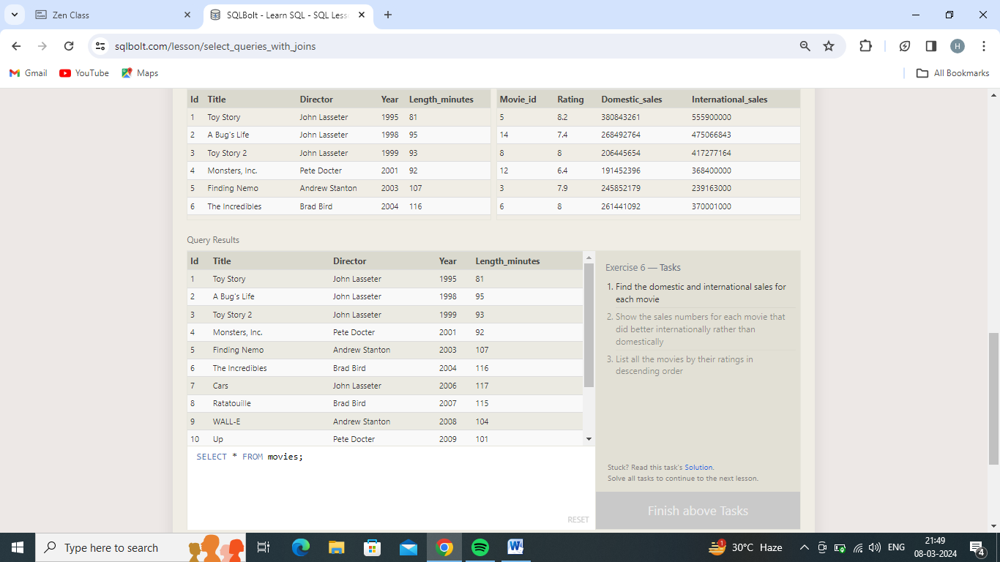 Zen Class
SQLBolt - Learn SQL - SQL Less
sqlbolt.com/lesson/select_queries_with_joins
H
Gmail YouTube Maps All Bookmarks
Id Title Director Year Length_minutes
1 Toy Story John Lasseter 1995 81
2 A Bug's Life John Lasseter 1998 95
3 Toy Story 2 John Lasseter 1999 93
4 Monsters, Inc. Pete Docter 2001 92
5 Finding Nemo Andrew Stanton 2003 107
6 The Incredibles Brad Bird 2004 116
Movie_id Rating Domestic_sales International_sales
5 8.2 380843261 555900000
14 7.4 268492764 475066843
8 8 206445654 417277164
12 6.4 191452396 368400000
3 7.9 245852179 239163000
6 8 261441092 370001000
Query Results
Id Title Director Year Length_minutes
1 Toy Story John Lasseter 1995 81
2 A Bug's Life John Lasseter 1998 95
3 Toy Story 2 John Lasseter 1999 93
4 Monsters, Inc. Pete Docter 2001 92
5 Finding Nemo Andrew Stanton 2003 107
6 The Incredibles Brad Bird 2004 116
7 Cars John Lasseter 2006 117
8 Ratatouille Brad Bird 2007 115
9 WALL-E Andrew Stanton 2008 104
10 Up Pete Docter 2009 101
SELECT * FROM movies;
RESET
Exercise 6 — Tasks
1. Find the domestic and international sales for
each movie
2. Show the sales numbers for each movie that
did better internationally rather than
domestically
3. List all the movies by their ratings in
descending order
Stuck? Read this task's Solution.
Solve all tasks to continue to the next lesson.
Finish above Tasks
Type here to search
1
30°C Haze
ENG
21:49
08-03-2024
4